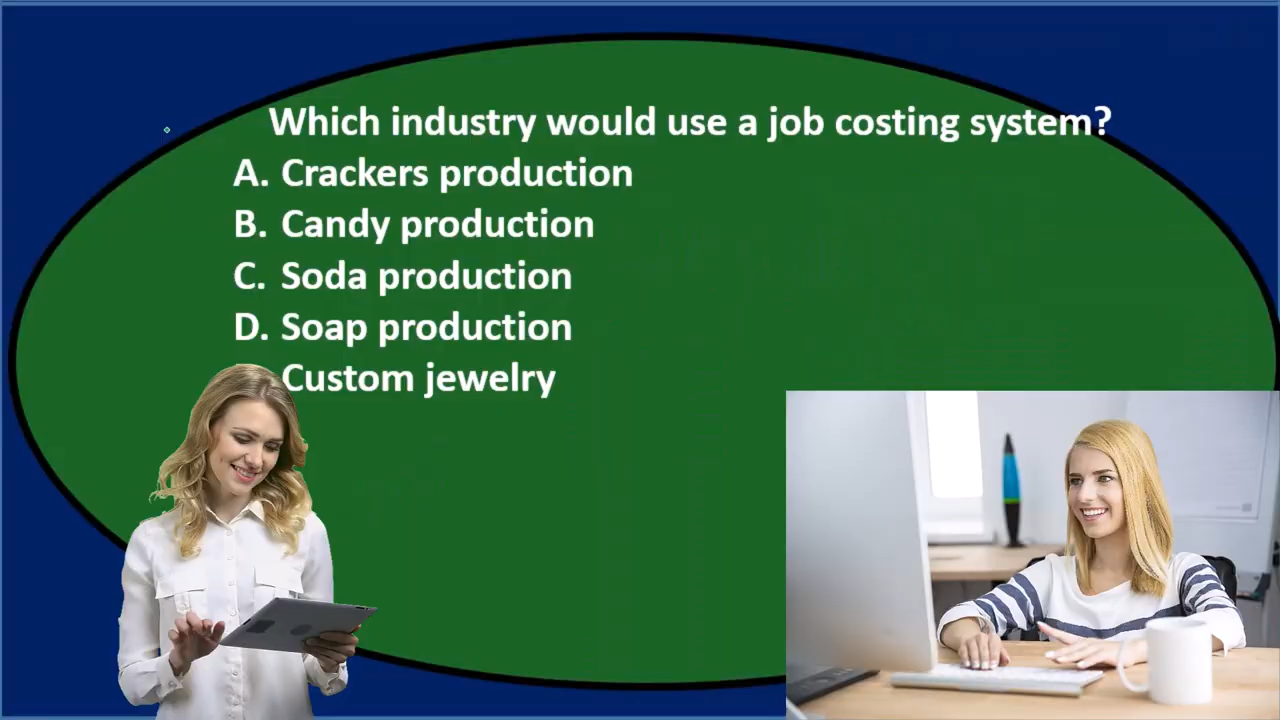 Which industry would use a job costing system?
A. Crackers production
B. Candy production
C. Soda production
D. Soap production
Custom jewelry